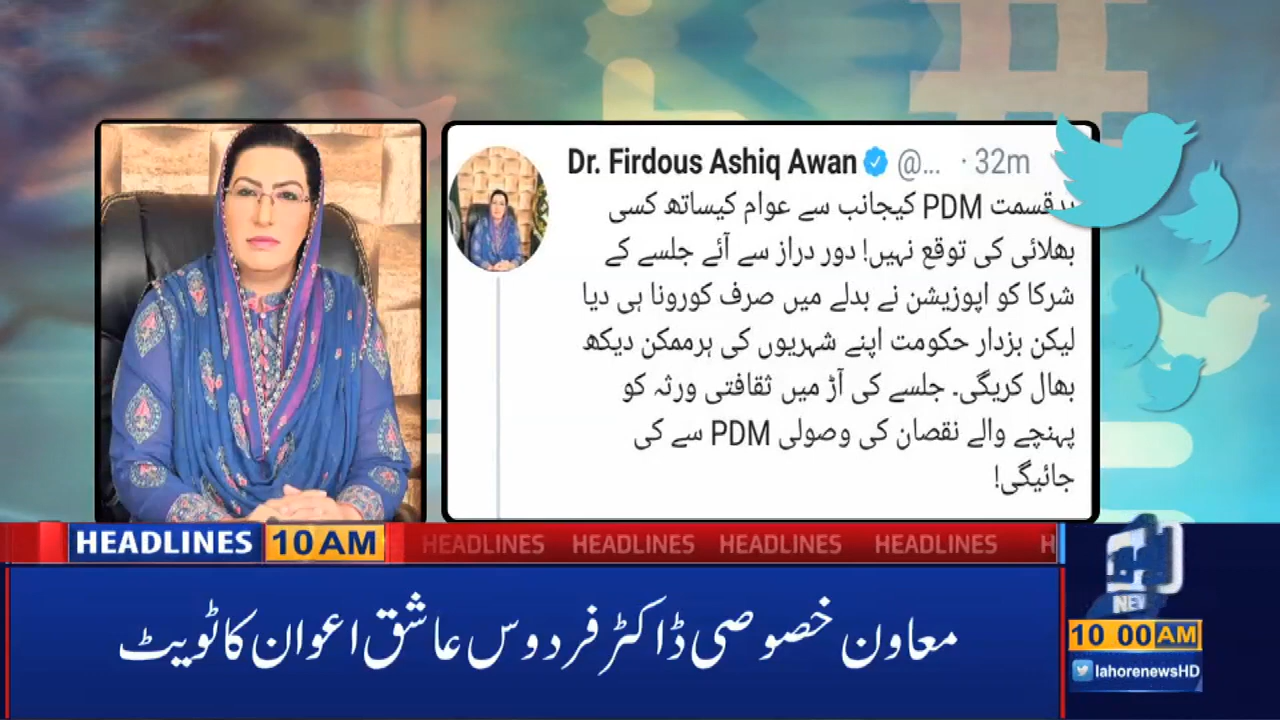 Dr. Firdous Ashiq Awan @... · 32m
بدقسمت PDM کیجانب سے عوام کیساتھ کسی
بھلائی کی توقع نہیں! دور دراز سے آئے جلسے کے
شرکا کو اپوزیشن نے بدلے میں صرف کورونا ہی دیا
لیکن بزدار حکومت اپنے شہریوں کی ہرممکن دیکھ
بھال کریگی۔ جلسے کی آڑ میں ثقافتی ورثہ کو
پہنچے والے نقصان کی وصولی PDM سے کی
جائیگی!
HEADLINES 10 AM HEADLINES HEADLINES HEADLINES HEADLINES H
معاون خصوصی ڈاکٹر فردوس عاشق اعوان کا ٹویٹ
NEW
10 00 AM
lahorenewsHD